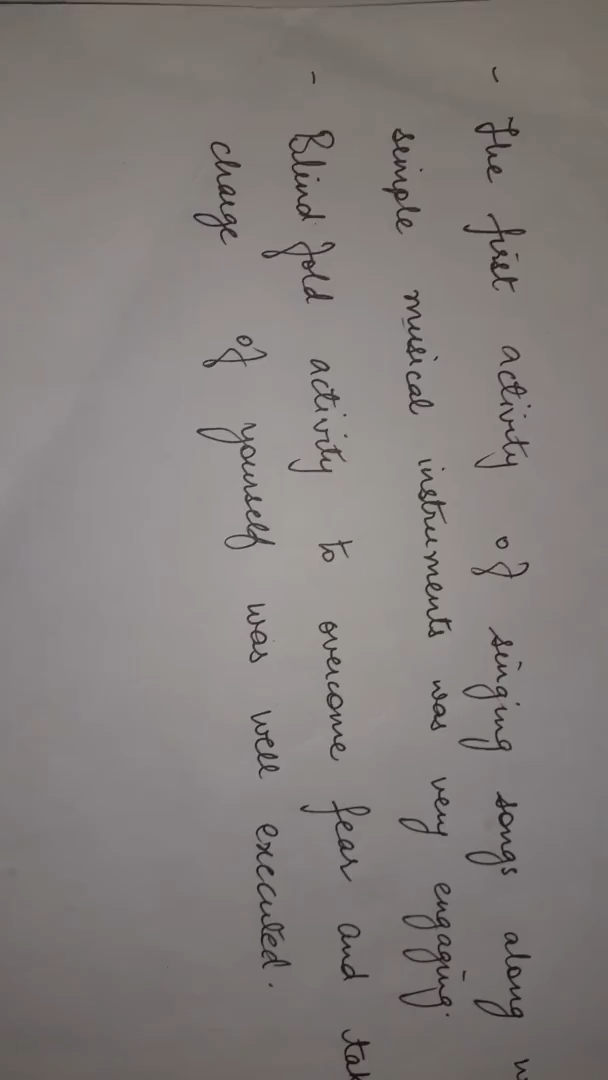 - The first activity of singing songs along
simple musical instruments was very engaging.
- Blind fold activity to overcome fear and
charge of yourself was well executed.